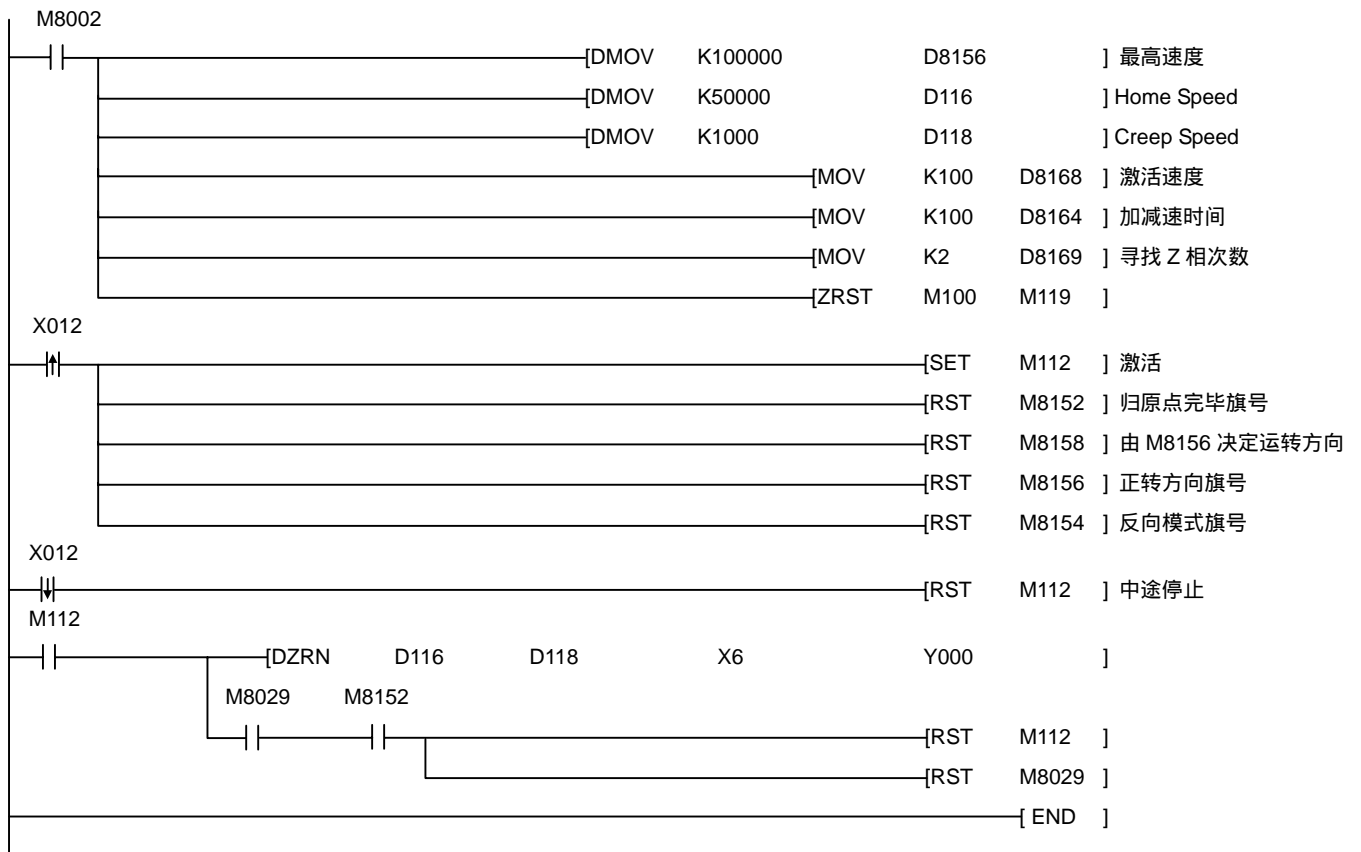 M8002
[DMOV K100000 D8156 ] 最高速度
[DMOV K50000 D116 ] Home Speed
[DMOV K1000 D118 ] Creep Speed
[MOV K100 D8168 ] 激活速度
[MOV K100 D8164 ] 加减速时间
[MOV K2 D8169 ] 寻找 Z 相次数
[ZRST M100 M119 ]
X012
[SET M112 ] 激活
[RST M8152 ] 归原点完毕旗号
[RST M8158 ] 由 M8156 决定运转方向
[RST M8156 ] 正转方向旗号
[RST M8154 ] 反向模式旗号
X012
[RST M112 ] 中途停止
M112
[DZRN D116 D118 X6 Y000 ]
M8029 M8152
[RST M112 ]
[RST M8029 ]
[ END ]